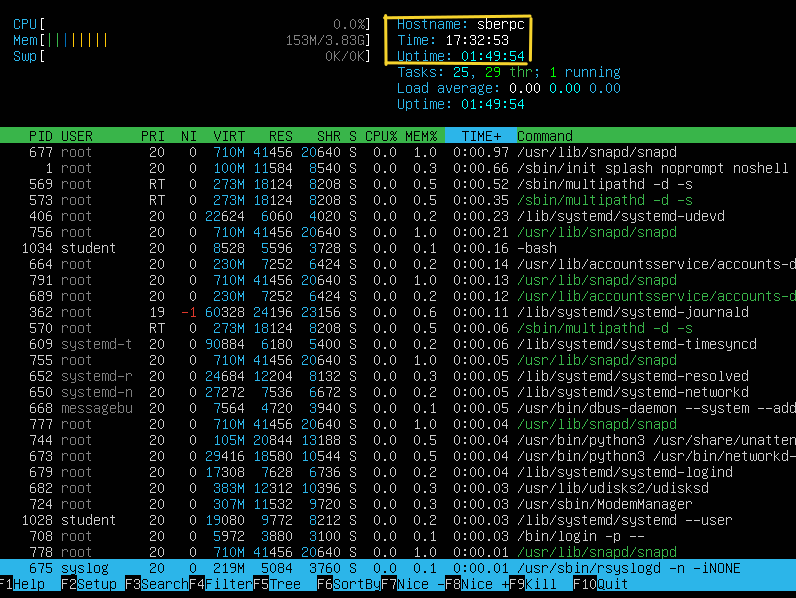 CPU[ 0.0%] Hostname: sberpc
Mem[|||||||| 153M/3.83G] Time: 17:32:53
Swp[ 0K/0K] Uptime: 01:49:54
Tasks: 25, 29 thr; 1 running
Load average: 0.00 0.00 0.00
Uptime: 01:49:54
PID USER PRI NI VIRT RES SHR S CPU% MEM% TIME+ Command
677 root 20 0 710M 41456 20640 S 0.0 1.0 0:00.97 /usr/lib/snapd/snapd
1 root 20 0 100M 11584 8540 S 0.0 0.3 0:00.66 /sbin/init splash noprompt noshell
569 root RT 0 273M 18124 8208 S 0.0 0.5 0:00.52 /sbin/multipathd -d -s
573 root RT 0 273M 18124 8208 S 0.0 0.5 0:00.35 /sbin/multipathd -d -s
406 root 20 0 22624 6060 4020 S 0.0 0.2 0:00.23 /lib/systemd/systemd-udevd
756 root 20 0 710M 41456 20640 S 0.0 1.0 0:00.21 /usr/lib/snapd/snapd
1034 student 20 0 8528 5596 3728 S 0.0 0.1 0:00.16 -bash
664 root 20 0 230M 7252 6424 S 0.0 0.2 0:00.14 /usr/lib/accountsservice/accounts-d
791 root 20 0 710M 41456 20640 S 0.0 1.0 0:00.13 /usr/lib/snapd/snapd
689 root 20 0 230M 7252 6424 S 0.0 0.2 0:00.12 /usr/lib/accountsservice/accounts-d
362 root 19 -1 60328 24196 23156 S 0.0 0.6 0:00.11 /lib/systemd/systemd-journald
570 root RT 0 273M 18124 8208 S 0.0 0.5 0:00.06 /sbin/multipathd -d -s
609 systemd-t 20 0 90884 6180 5400 S 0.0 0.2 0:00.06 /lib/systemd/systemd-timesyncd
755 root 20 0 710M 41456 20640 S 0.0 1.0 0:00.05 /usr/lib/snapd/snapd
652 systemd-r 20 0 24684 12204 8132 S 0.0 0.3 0:00.05 /lib/systemd/systemd-resolved
650 systemd-n 20 0 27272 7536 6672 S 0.0 0.2 0:00.05 /lib/systemd/systemd-networkd
668 messagebu 20 0 7564 4720 3940 S 0.0 0.1 0:00.05 /usr/bin/dbus-daemon --system --add
777 root 20 0 710M 41456 20640 S 0.0 1.0 0:00.04 /usr/lib/snapd/snapd
744 root 20 0 105M 20844 13188 S 0.0 0.5 0:00.04 /usr/bin/python3 /usr/share/unatten
673 root 20 0 29416 18580 10544 S 0.0 0.5 0:00.04 /usr/bin/python3 /usr/bin/networkd-
679 root 20 0 17308 7628 6736 S 0.0 0.2 0:00.04 /lib/systemd/systemd-logind
682 root 20 0 383M 12312 10396 S 0.0 0.3 0:00.04 /usr/lib/udisks2/udisksd
724 root 20 0 307M 11532 9720 S 0.0 0.3 0:00.03 /usr/sbin/ModemManager
1028 student 20 0 19080 9772 8212 S 0.0 0.2 0:00.03 /lib/systemd/systemd --user
708 root 20 0 5972 3880 3100 S 0.0 0.1 0:00.03 /bin/login -p --
778 root 20 0 710M 41456 20640 S 0.0 1.0 0:00.01 /usr/lib/snapd/snapd
675 syslog 20 0 219M 5084 3760 S 0.0 0.1 0:00.01 /usr/sbin/rsyslogd -n -iNONE
F1Help F2Setup F3SearchF4FilterF5Tree F6SortByF7Nice -F8Nice +F9Kill F10Quit